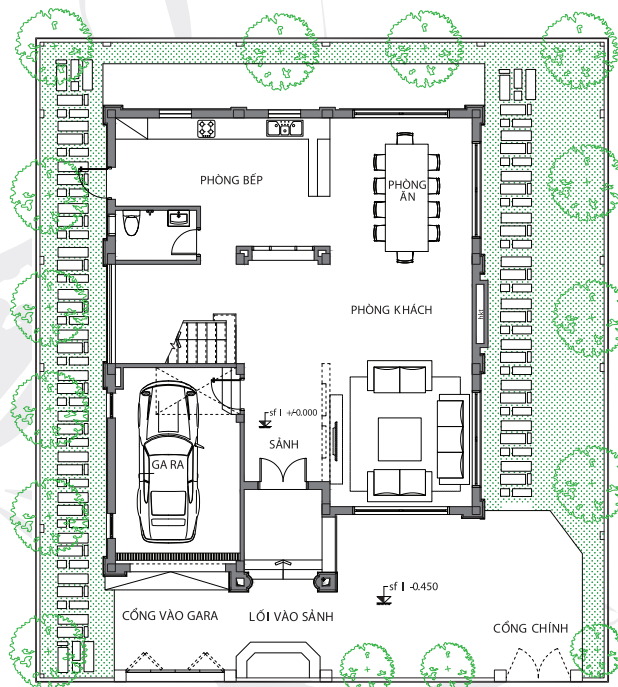 PHÒNG BẾP
PHÒNG
ĂN
PHÒNG KHÁCH
hkt
sf l +/-0.000
SẢNH
GA RA
sf l -0.450
CỔNG VÀO GARA
LỐI VÀO SẢNH
CỔNG CHÍNH